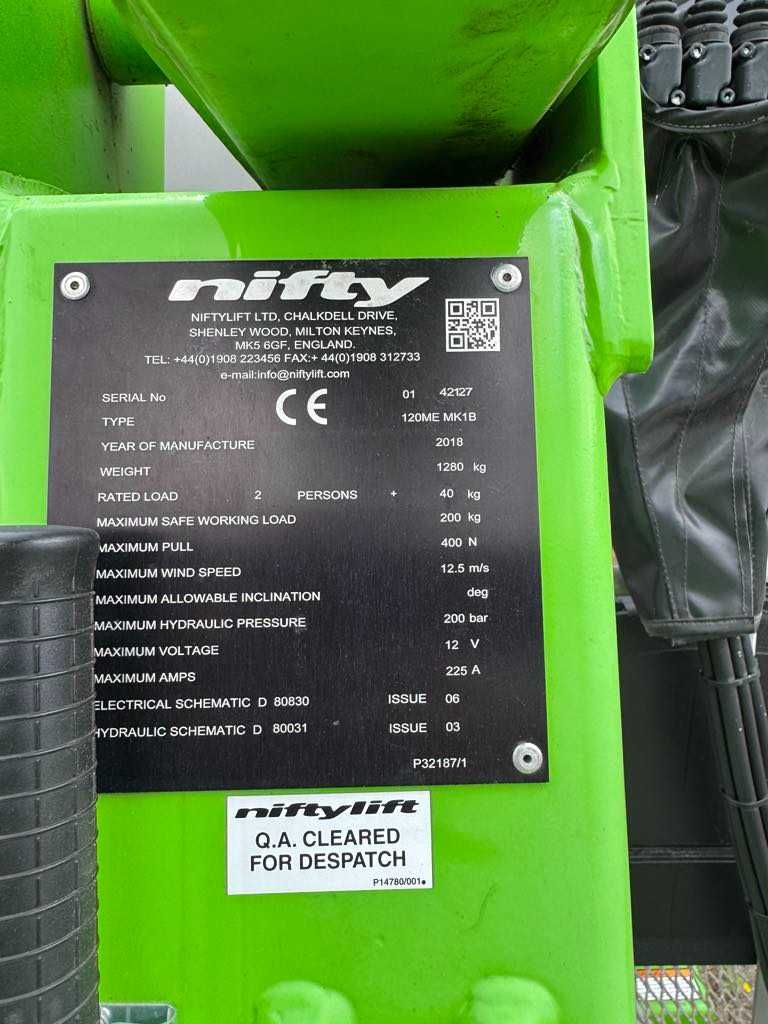 nifty
NIFTYLIFT LTD, CHALKDELL DRIVE,
SHENLEY WOOD, MILTON KEYNES,
MK5 6GF, ENGLAND.
TEL: +44(0)1908 223456 FAX:+ 44(0)1908 312733
e-mail:info@niftylift.com
SERIAL No CE 01 42127
TYPE 120ME MK1B
YEAR OF MANUFACTURE 2018
WEIGHT 1280 kg
RATED LOAD 2 PERSONS + 40 kg
MAXIMUM SAFE WORKING LOAD 200 kg
MAXIMUM PULL 400 N
MAXIMUM WIND SPEED 12.5 m/s
MAXIMUM ALLOWABLE INCLINATION deg
MAXIMUM HYDRAULIC PRESSURE 200 bar
MAXIMUM VOLTAGE 12 V
MAXIMUM AMPS 225 A
ELECTRICAL SCHEMATIC D 80830 ISSUE 06
HYDRAULIC SCHEMATIC D 80031 ISSUE 03
P32187/1
niftylift
Q.A. CLEARED
FOR DESPATCH
P14780/001